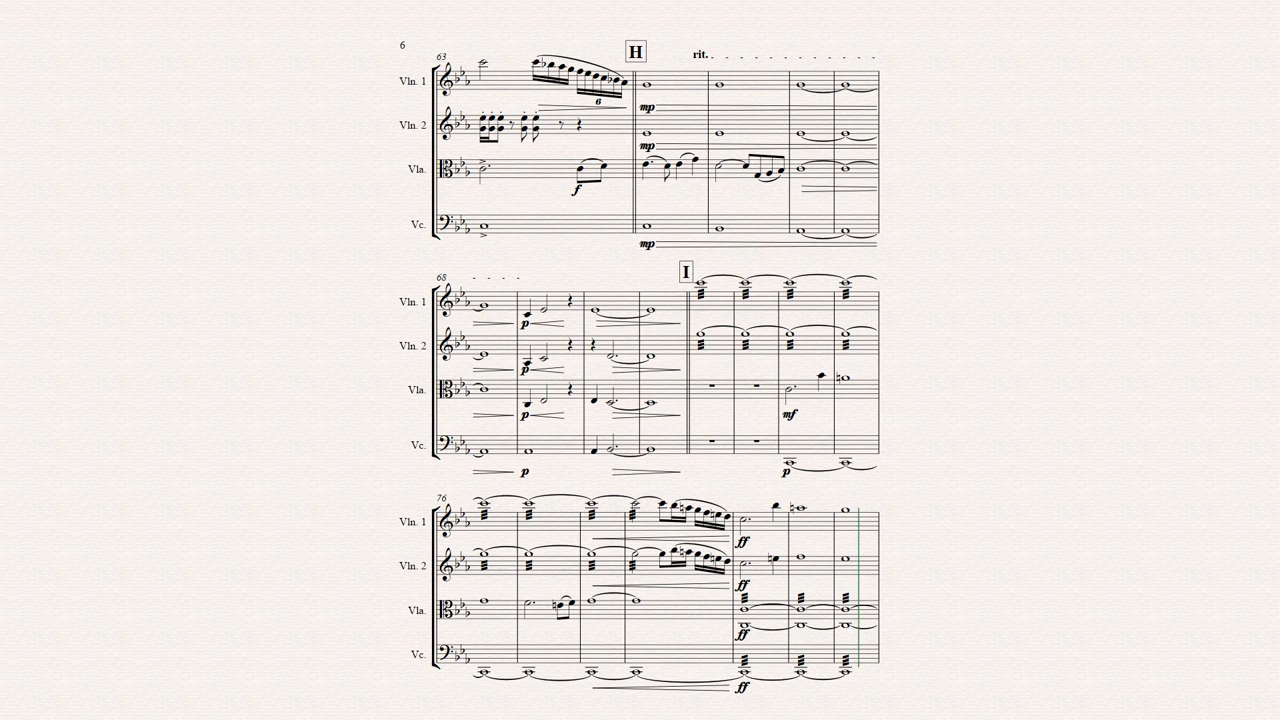 6
63
H
rit.
Vln. 1
6
mp
Vln. 2
mp
Vla.
f
Vc.
mp
68
I
Vln. 1
p
Vln. 2
p
Vla.
p
mf
Vc.
p
p
76
Vln. 1
ff
Vln. 2
ff
Vla.
ff
Vc.
ff